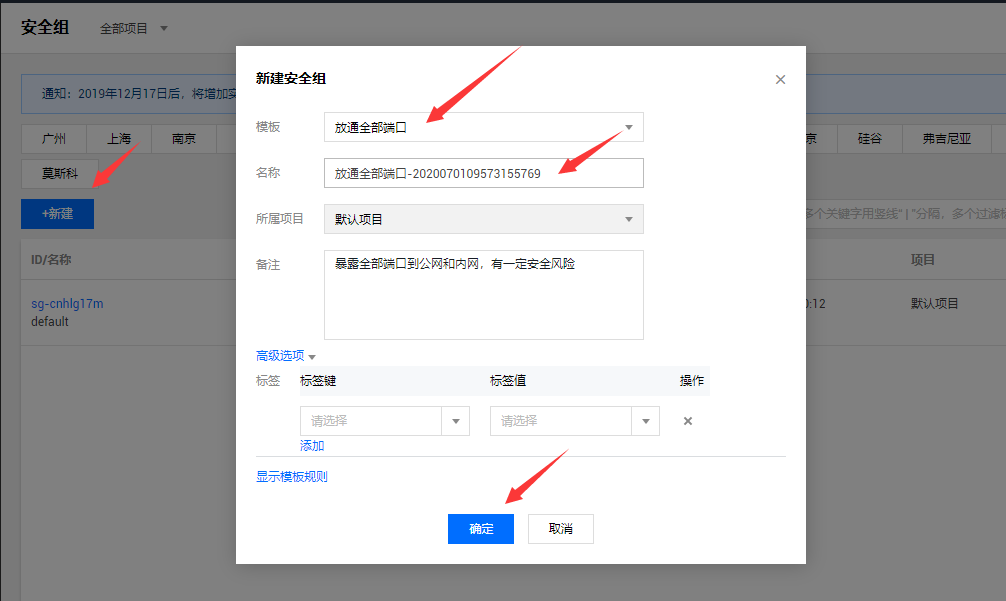 安全组 全部项目
通知：2019年12月17日后，将增加
广州 上海 南京 京 硅谷 弗吉尼亚
莫斯科
+新建 多个关键字用竖线"|"分隔，多个过滤
ID/名称 项目
sg-cnhlg17m :12 默认项目
default
新建安全组
模板 放通全部端口
名称 放通全部端口-2020070109573155769
所属项目 默认项目
备注 暴露全部端口到公网和内网，有一定安全风险
高级选项
标签 标签键 标签值 操作
请选择 请选择
添加
显示模板规则
确定 取消